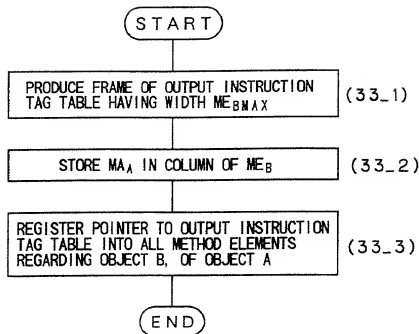 START
PRODUCE FRAME OF OUTPUT INSTRUCTION
TAG TABLE HAVING WIDTH ME_BMAX
(33_1)
STORE MA_A IN COLUMN OF ME_B
(33_2)
REGISTER POINTER TO OUTPUT INSTRUCTION
TAG TABLE INTO ALL METHOD ELEMENTS
REGARDING OBJECT B, OF OBJECT A
(33_3)
END